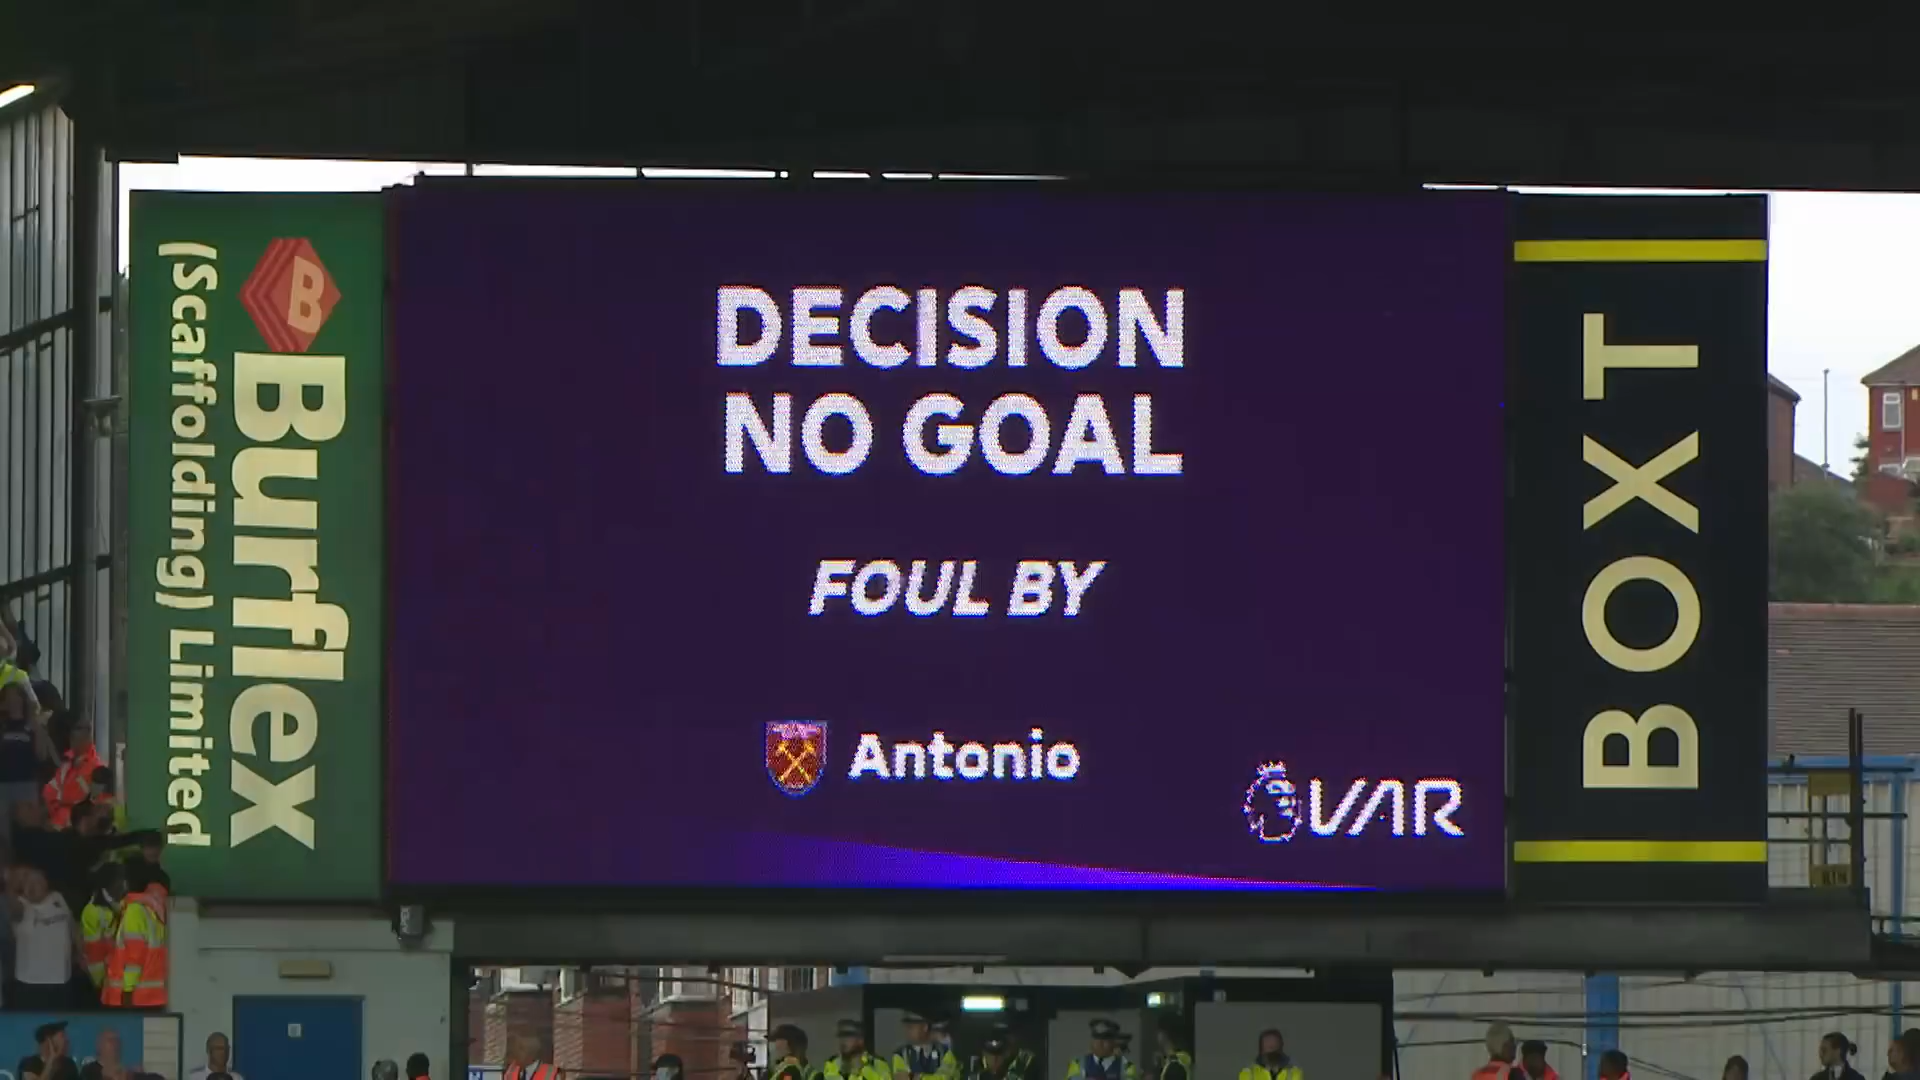 Burflex
(Scaffolding) Limited
B
DECISION
NO GOAL
FOUL BY
Antonio
VAR
BOXT